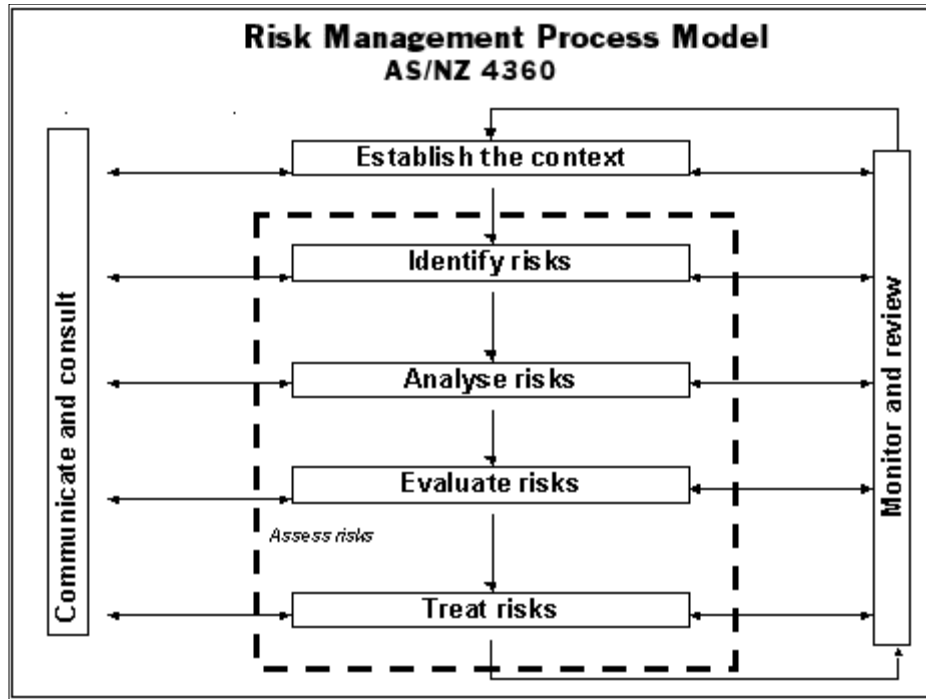 Risk Management Process Model
AS/NZ 4360
Establish the context
Identify risks
Analyse risks
Evaluate risks
Assess risks
Treat risks
Communicate and consult
Monitor and review